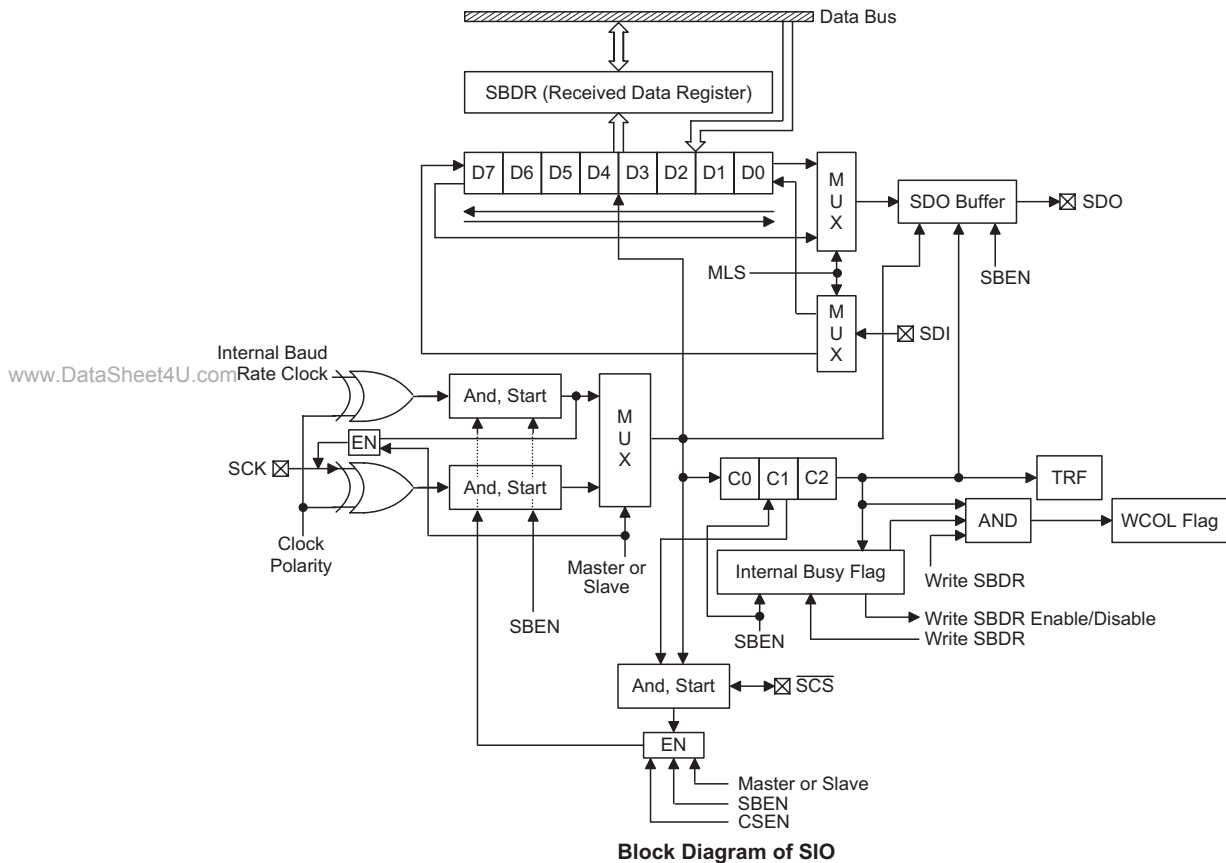 Data Bus
SBDR (Received Data Register)
D7 D6 D5 D4 D3 D2 D1 D0
M
U
X
SDO Buffer
SDO
MLS
SBEN
M
U
X
SDI
www.DataSheet4U.com
Internal Baud
Rate Clock
And, Start
M
U
X
EN
SCK
And, Start
C0 C1 C2
TRF
AND
WCOL Flag
Clock
Polarity
Master or
Slave
Internal Busy Flag
Write SBDR
SBEN
SBEN
Write SBDR Enable/Disable
Write SBDR
And, Start
SCS
EN
Master or Slave
SBEN
CSEN
Block Diagram of SIO